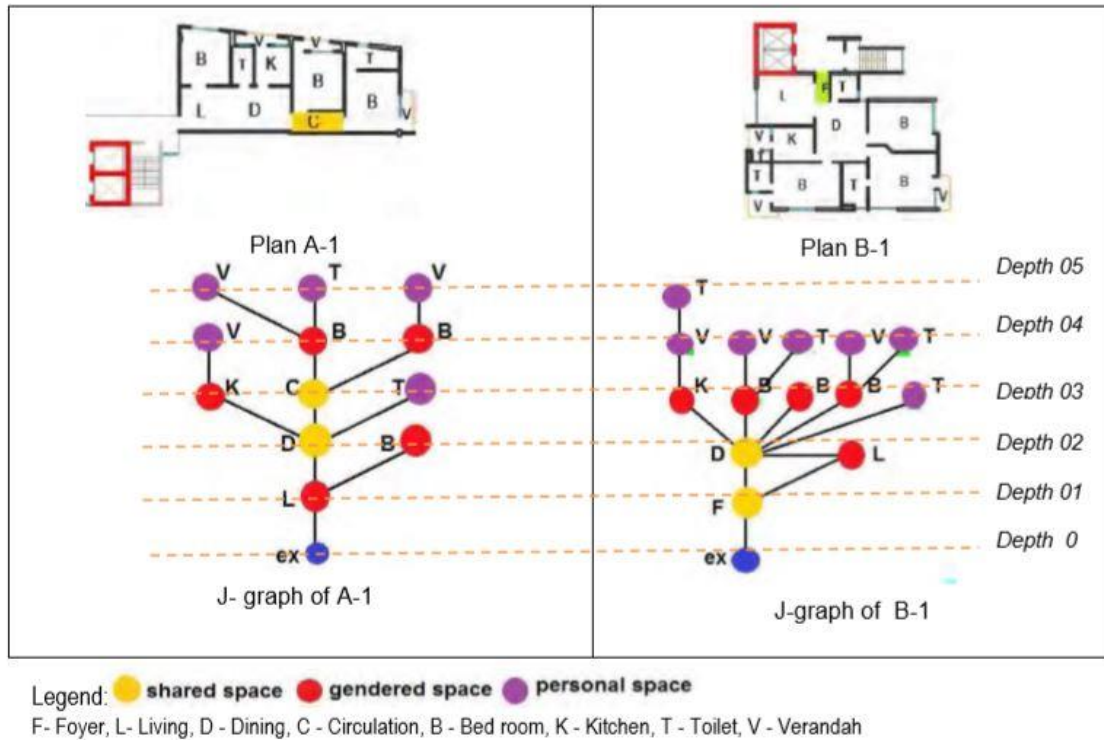 V V
B T K B T
B
L D C V
Plan A-1
F T
L
D B
V K
T B T B
V V
Plan B-1
V T V
V B B
K C T
D B
L
ex
J- graph of A-1
T
V V T V T
K B B B T
D L
F
ex
J-graph of B-1
Depth 05
Depth 04
Depth 03
Depth 02
Depth 01
Depth 0
Legend: shared space gendered space personal space
F- Foyer, L- Living, D - Dining, C - Circulation, B - Bed room, K - Kitchen, T - Toilet, V - Verandah